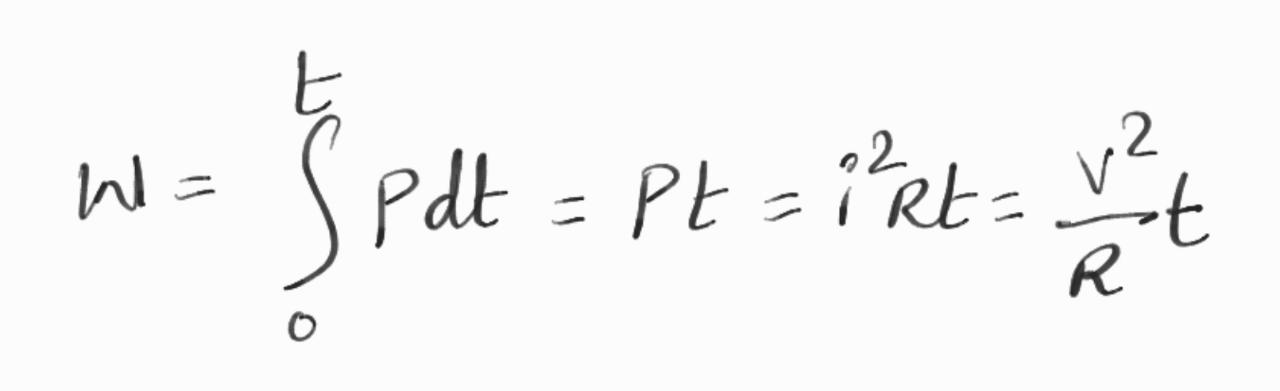 W = ∫₀ᵗ p dt = Pt = i²Rt = v²/R t